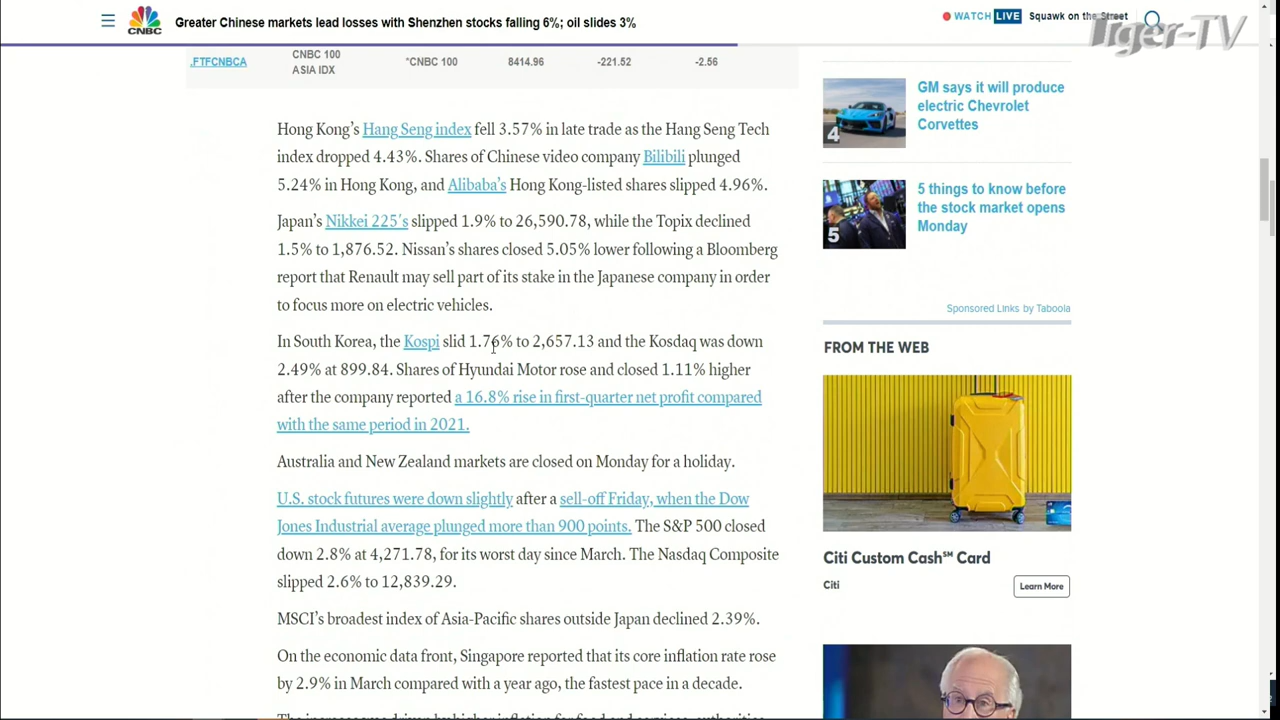 Greater Chinese markets lead losses with Shenzhen stocks falling 6%; oil slides 3%
WATCH LIVE Squawk on the Street
CNBC
Tiger-TV
.FTFCNBCA CNBC 100 ASIA IDX *CNBC 100 8414.96 -221.52 -2.56
Hong Kong's Hang Seng index fell 3.57% in late trade as the Hang Seng Tech
index dropped 4.43%. Shares of Chinese video company Bilibili plunged
5.24% in Hong Kong, and Alibaba's Hong Kong-listed shares slipped 4.96%.
Japan's Nikkei 225's slipped 1.9% to 26,590.78, while the Topix declined
1.5% to 1,876.52. Nissan's shares closed 5.05% lower following a Bloomberg
report that Renault may sell part of its stake in the Japanese company in order
to focus more on electric vehicles.
In South Korea, the Kospi slid 1.76% to 2,657.13 and the Kosdaq was down
2.49% at 899.84. Shares of Hyundai Motor rose and closed 1.11% higher
after the company reported a 16.8% rise in first-quarter net profit compared
with the same period in 2021.
Australia and New Zealand markets are closed on Monday for a holiday.
U.S. stock futures were down slightly after a sell-off Friday, when the Dow
Jones Industrial average plunged more than 900 points. The S&P 500 closed
down 2.8% at 4,271.78, for its worst day since March. The Nasdaq Composite
slipped 2.6% to 12,839.29.
MSCI's broadest index of Asia-Pacific shares outside Japan declined 2.39%.
On the economic data front, Singapore reported that its core inflation rate rose
by 2.9% in March compared with a year ago, the fastest pace in a decade.
4
GM says it will produce
electric Chevrolet
Corvettes
5
5 things to know before
the stock market opens
Monday
Sponsored Links by Taboola
FROM THE WEB
Citi Custom Cash℠ Card
Citi
Learn More